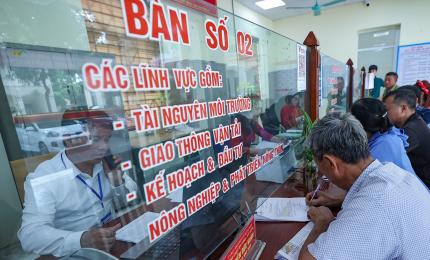 BÀN SỐ 02
CÁC LĨNH VỰC GỒM:
- TÀI NGUYÊN MÔI TRƯỜNG
- GIAO THÔNG VẬN TẢI
- KẾ HOẠCH & ĐẦU TƯ
NÔNG NGHIỆP & PHÁT TRIỂN NÔNG